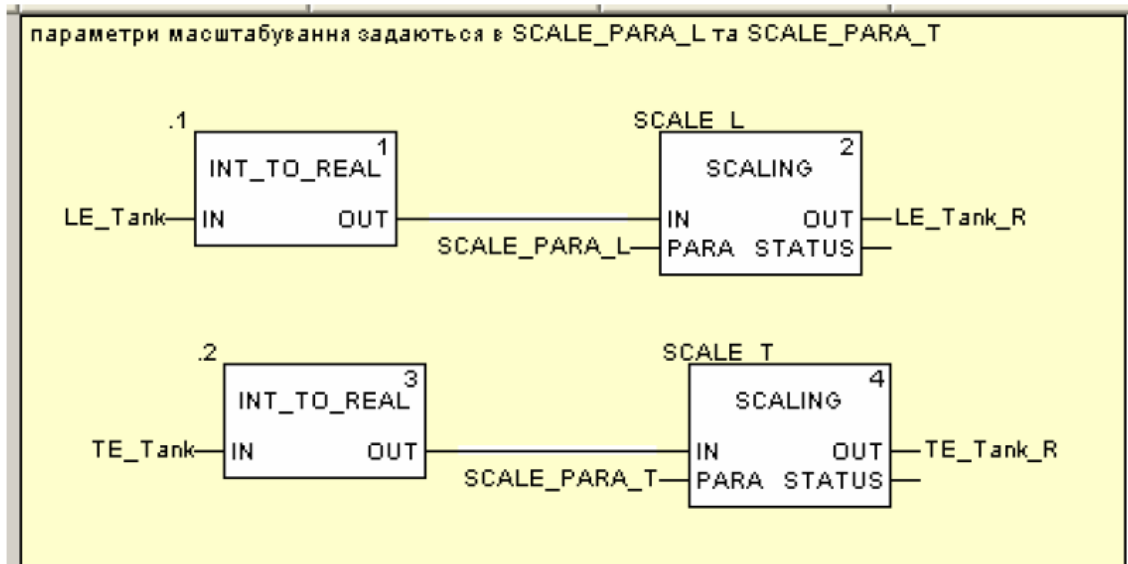 параметри масштабування задаються в SCALE_PARA_L та SCALE_PARA_T
.1
SCALE_L
1
INT_TO_REAL
2
SCALING
LE_Tank
IN
OUT
IN
OUT
LE_Tank_R
SCALE_PARA_L
PARA
STATUS
.2
SCALE_T
3
INT_TO_REAL
4
SCALING
TE_Tank
IN
OUT
IN
OUT
TE_Tank_R
SCALE_PARA_T
PARA
STATUS